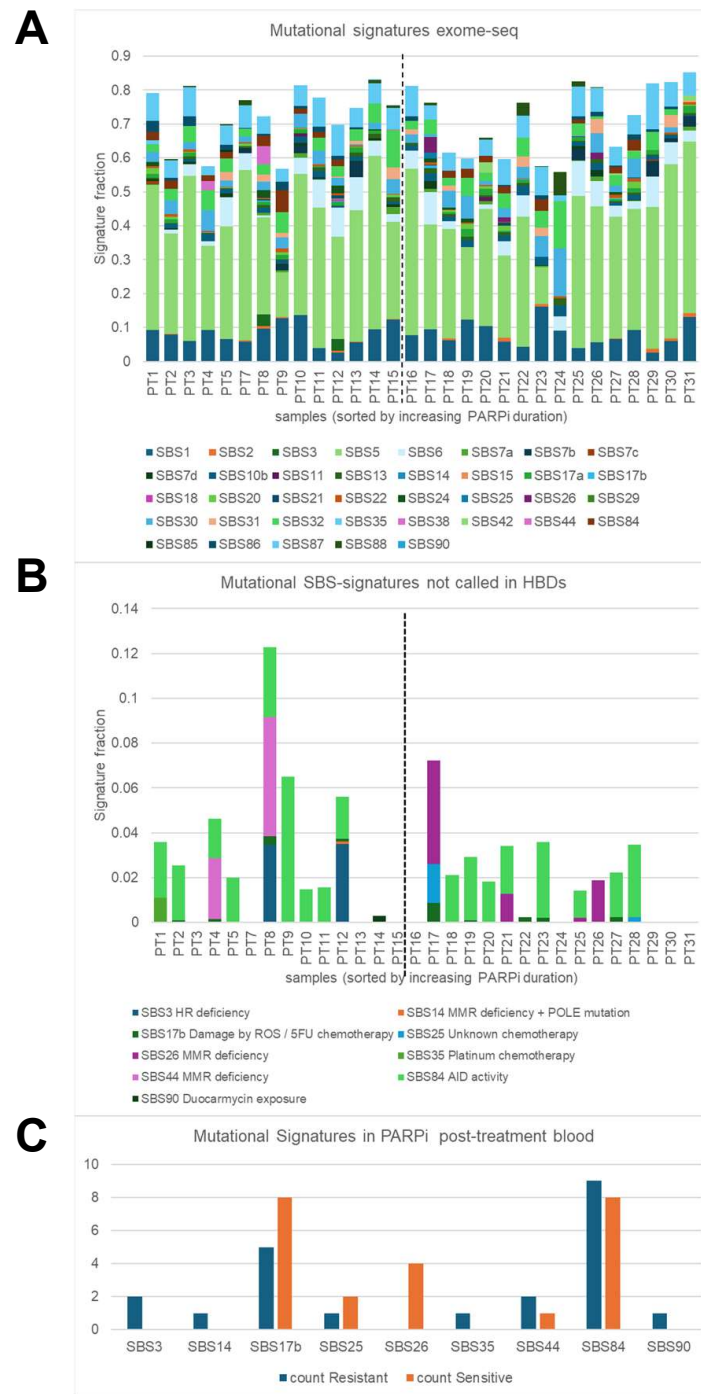 A
Mutational signatures exome-seq
Signature fraction
0.9
0.8
0.7
0.6
0.5
0.4
0.3
0.2
0.1
0
PT1 PT2 PT3 PT4 PT5 PT7 PT8 PT9 PT10 PT11 PT12 PT13 PT14 PT15 PT16 PT17 PT18 PT19 PT20 PT21 PT22 PT23 PT24 PT25 PT26 PT27 PT28 PT29 PT30 PT31
samples (sorted by increasing PARPi duration)
SBS1 SBS2 SBS3 SBS5 SBS6 SBS7a SBS7b SBS7c
SBS7d SBS10b SBS11 SBS13 SBS14 SBS15 SBS17a SBS17b
SBS18 SBS20 SBS21 SBS22 SBS24 SBS25 SBS26 SBS29
SBS30 SBS31 SBS32 SBS35 SBS38 SBS42 SBS44 SBS84
SBS85 SBS86 SBS87 SBS88 SBS90
B
Mutational SBS-signatures not called in HBDs
Signature fraction
0.14
0.12
0.1
0.08
0.06
0.04
0.02
0
PT1 PT2 PT3 PT4 PT5 PT7 PT8 PT9 PT10 PT11 PT12 PT13 PT14 PT15 PT16 PT17 PT18 PT19 PT20 PT21 PT22 PT23 PT24 PT25 PT26 PT27 PT28 PT29 PT30 PT31
samples (sorted by increasing PARPi duration)
SBS3 HR deficiency SBS14 MMR deficiency + POLE mutation
SBS17b Damage by ROS / 5FU chemotherapy SBS25 Unknown chemotherapy
SBS26 MMR deficiency SBS35 Platinum chemotherapy
SBS44 MMR deficiency SBS84 AID activity
SBS90 Duocarmycin exposure
C
Mutational Signatures in PARPi post-treatment blood
10
8
6
4
2
0
SBS3 SBS14 SBS17b SBS25 SBS26 SBS35 SBS44 SBS84 SBS90
count Resistant count Sensitive